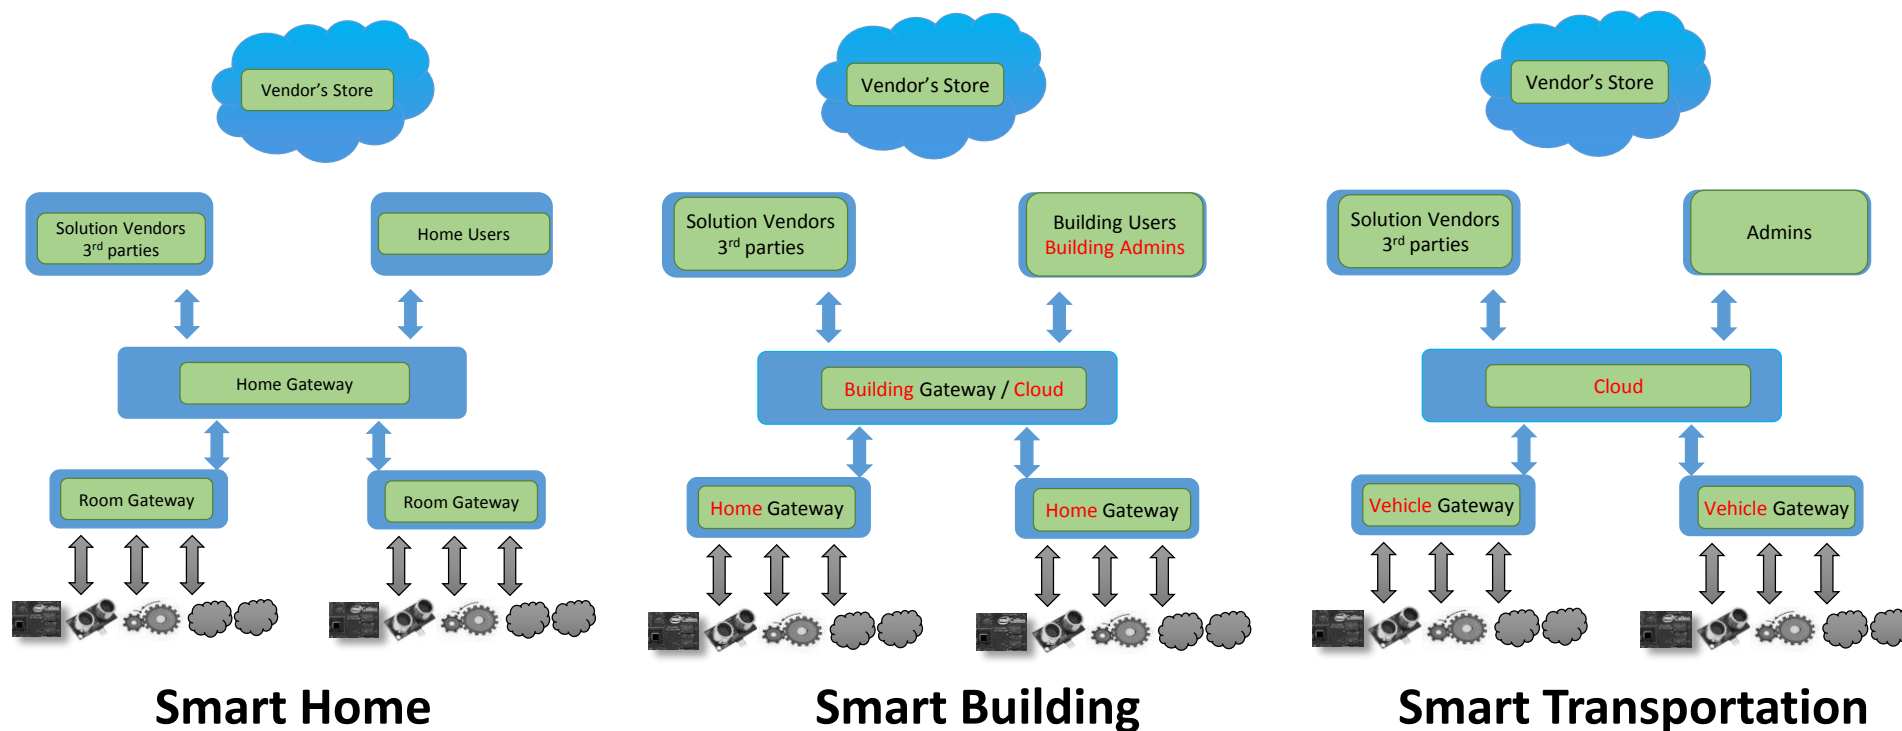 Vendor's Store
Solution Vendors
3rd parties
Home Users
Home Gateway
Room Gateway
Room Gateway
Smart Home
Vendor's Store
Solution Vendors
3rd parties
Building Users
Building Admins
Building Gateway / Cloud
Home Gateway
Home Gateway
Smart Building
Vendor's Store
Solution Vendors
3rd parties
Admins
Cloud
Vehicle Gateway
Vehicle Gateway
Smart Transportation